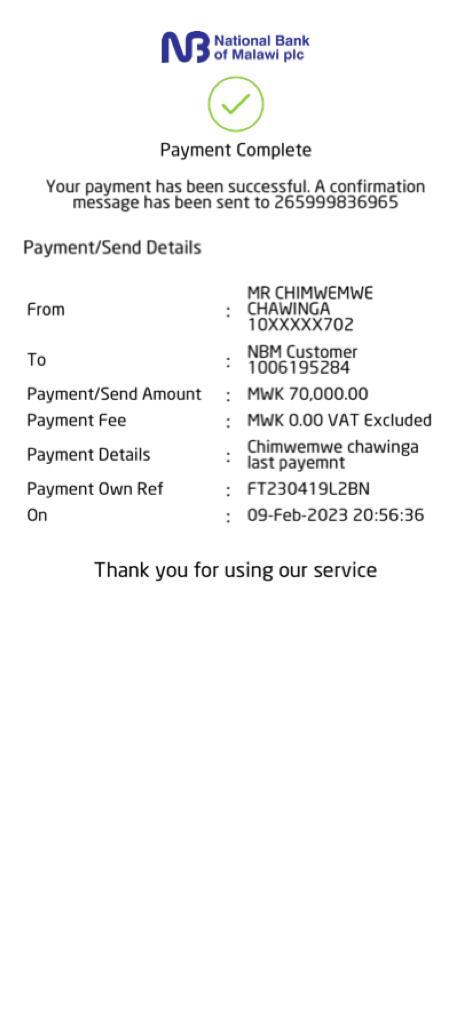 NB National Bank
of Malawi plc
Payment Complete
Your payment has been successful. A confirmation
message has been sent to 265999836965
Payment/Send Details
From : MR CHIMWEMWE
CHAWINGA
10XXXXX702
To : NBM Customer
1006195284
Payment/Send Amount : MWK 70,000.00
Payment Fee : MWK 0.00 VAT Excluded
Payment Details : Chimwemwe chawinga
last payemnt
Payment Own Ref : FT230419L2BN
On : 09-Feb-2023 20:56:36
Thank you for using our service